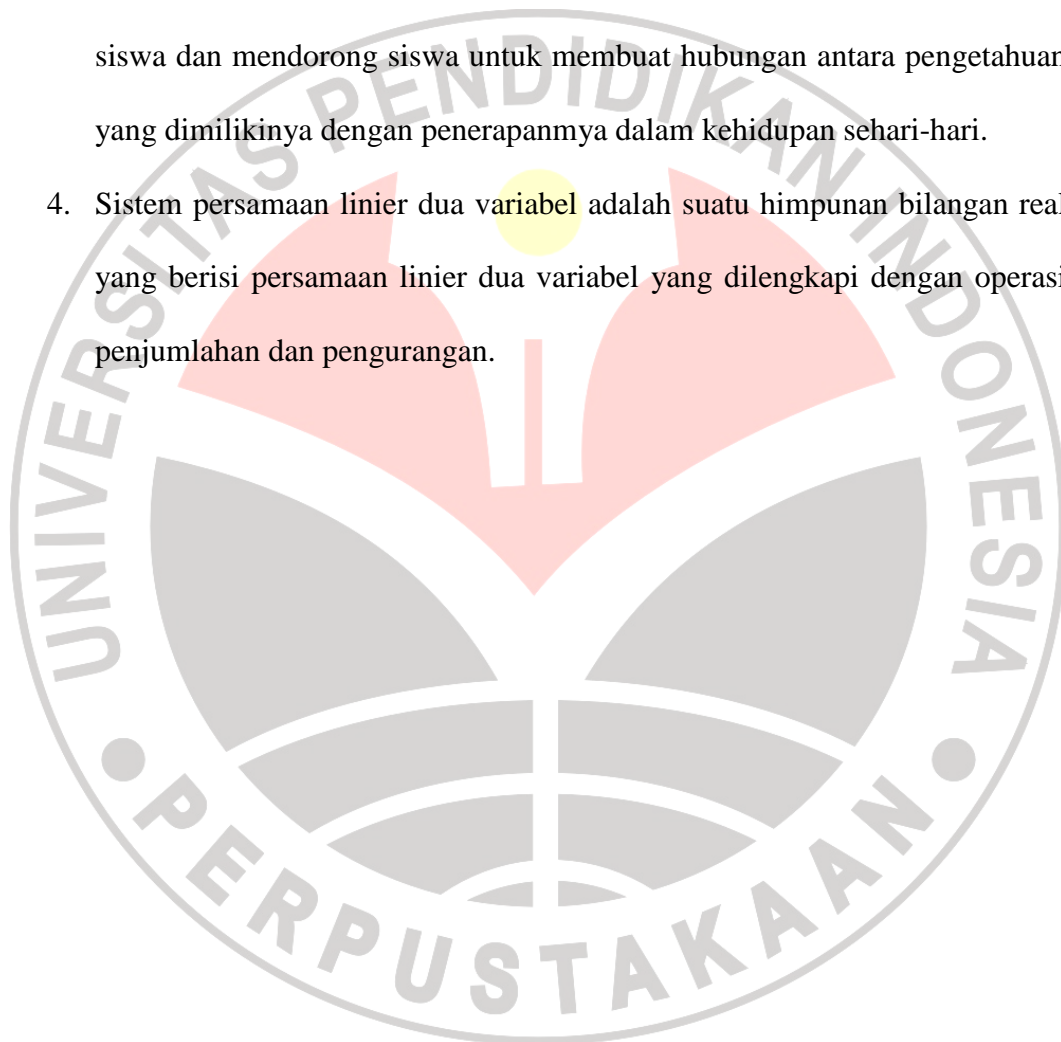 siswa dan mendorong siswa untuk membuat hubungan antara pengetahuan
yang dimilikinya dengan penerapanmya dalam kehidupan sehari-hari.
4. Sistem persamaan linier dua variabel adalah suatu himpunan bilangan real
yang berisi persamaan linier dua variabel yang dilengkapi dengan operasi
penjumlahan dan pengurangan.
UNIVERSITAS PENDIDIKAN INDONESIA
PERPUSTAKAAN